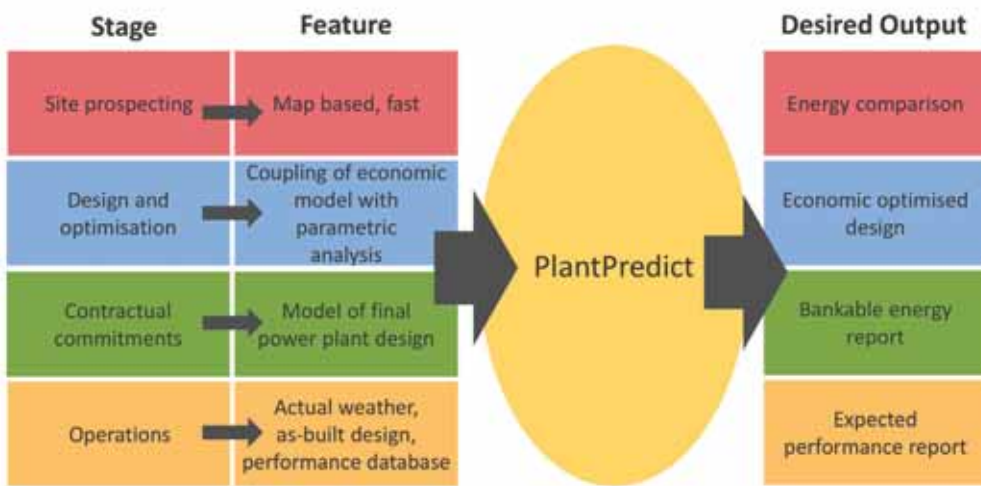 Stage
Feature
Desired Output
Site prospecting
Map based, fast
Energy comparison
Design and
optimisation
Coupling of economic
model with
parametric
analysis
Economic optimised
design
Contractual
commitments
Model of final
power plant design
Bankable energy
report
Operations
Actual weather,
as-built design,
performance database
Expected
performance report
PlantPredict